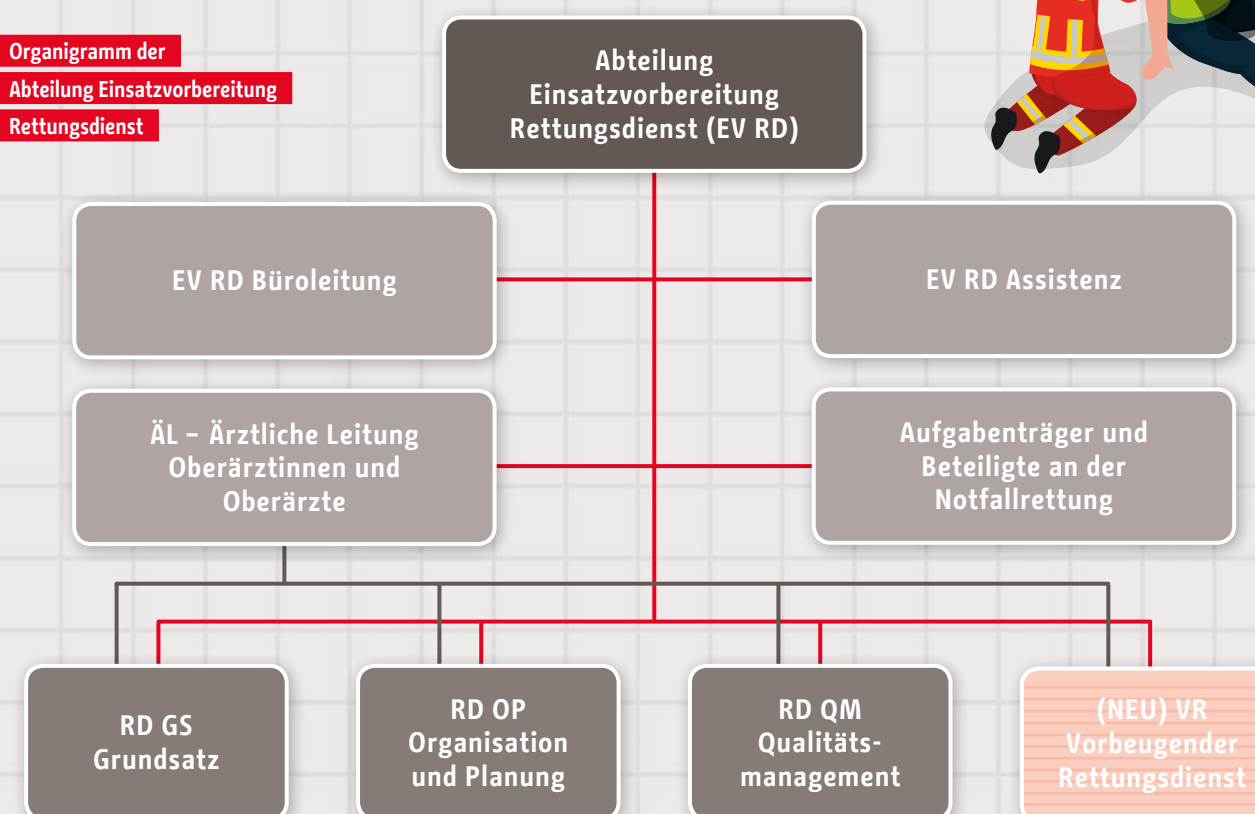 Organigramm der
Abteilung Einsatzvorbereitung
Rettungsdienst
Abteilung
Einsatzvorbereitung
Rettungsdienst (EV RD)
EV RD Büroleitung
EV RD Assistenz
ÄL – Ärztliche Leitung
Oberärztinnen und
Oberärzte
Aufgabenträger und
Beteiligte an der
Notfallrettung
RD GS
Grundsatz
RD OP
Organisation
und Planung
RD QM
Qualitäts-
management
(NEU) VR
Vorbeugender
Rettungsdienst